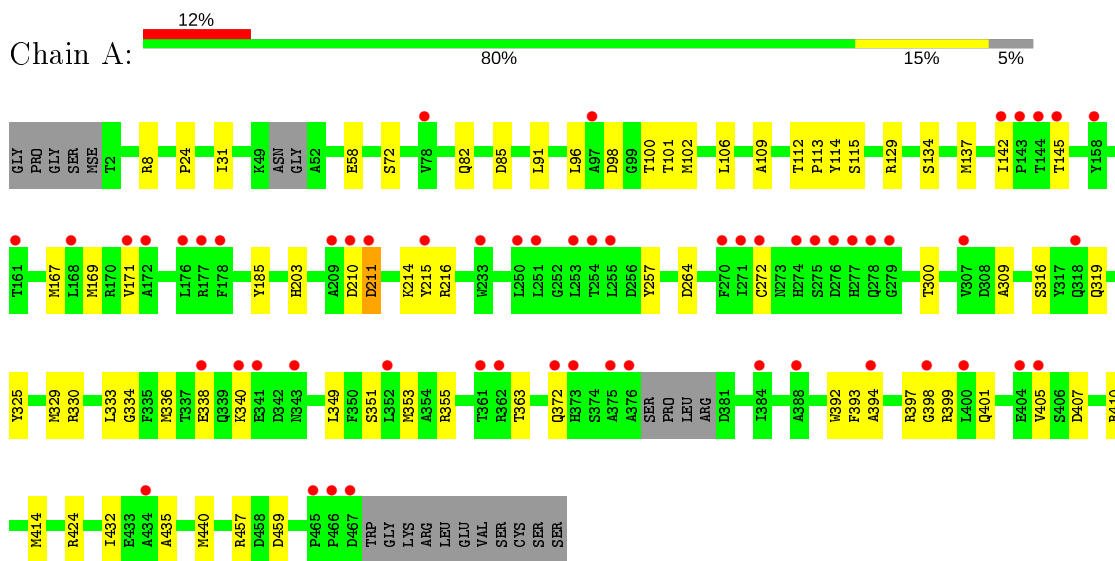 12%
Chain A:
80% 15% 5%
GLY PRO GLY SER MSE T2 R8 P24 I31 K49 ASN GLY A52 E58 S72 V78 Q82 D85 L91 L96 A97 D98 G99 T100 T101 M102 L106 A109 T112 P113 Y114 S115 R129 S134 M137 I142 P143 T144 T145 Y158
T161 M167 L168 M169 R170 V171 A172 L176 R177 F178 Y185 H203 A209 D210 D211 K214 Y215 R216 W233 L250 L251 G252 L253 T254 L255 D256 Y257 D264 F270 I271 C272 N273 H274 S275 D276 H277 Q278 G279 T300 V307 D308 A309 S316 Y317 Q318 Q319
Y325 M329 R330 L333 G334 F335 M336 T337 E338 Q339 K340 E341 D342 N343 L349 F350 S351 L352 M353 A354 R355 T361 R362 T363 Q372 H373 S374 A375 A376 SER PRO LEU ARG D381 I384 A388 W392 F393 A394 R397 G398 R399 L400 Q401 E404 V405 S406 D407 R410
M414 R424 I432 E433 A434 A435 M440 R457 D458 D459 P465 P466 D467 TRP GLY LYS ARG LEU GLU VAL SER CYS SER SER